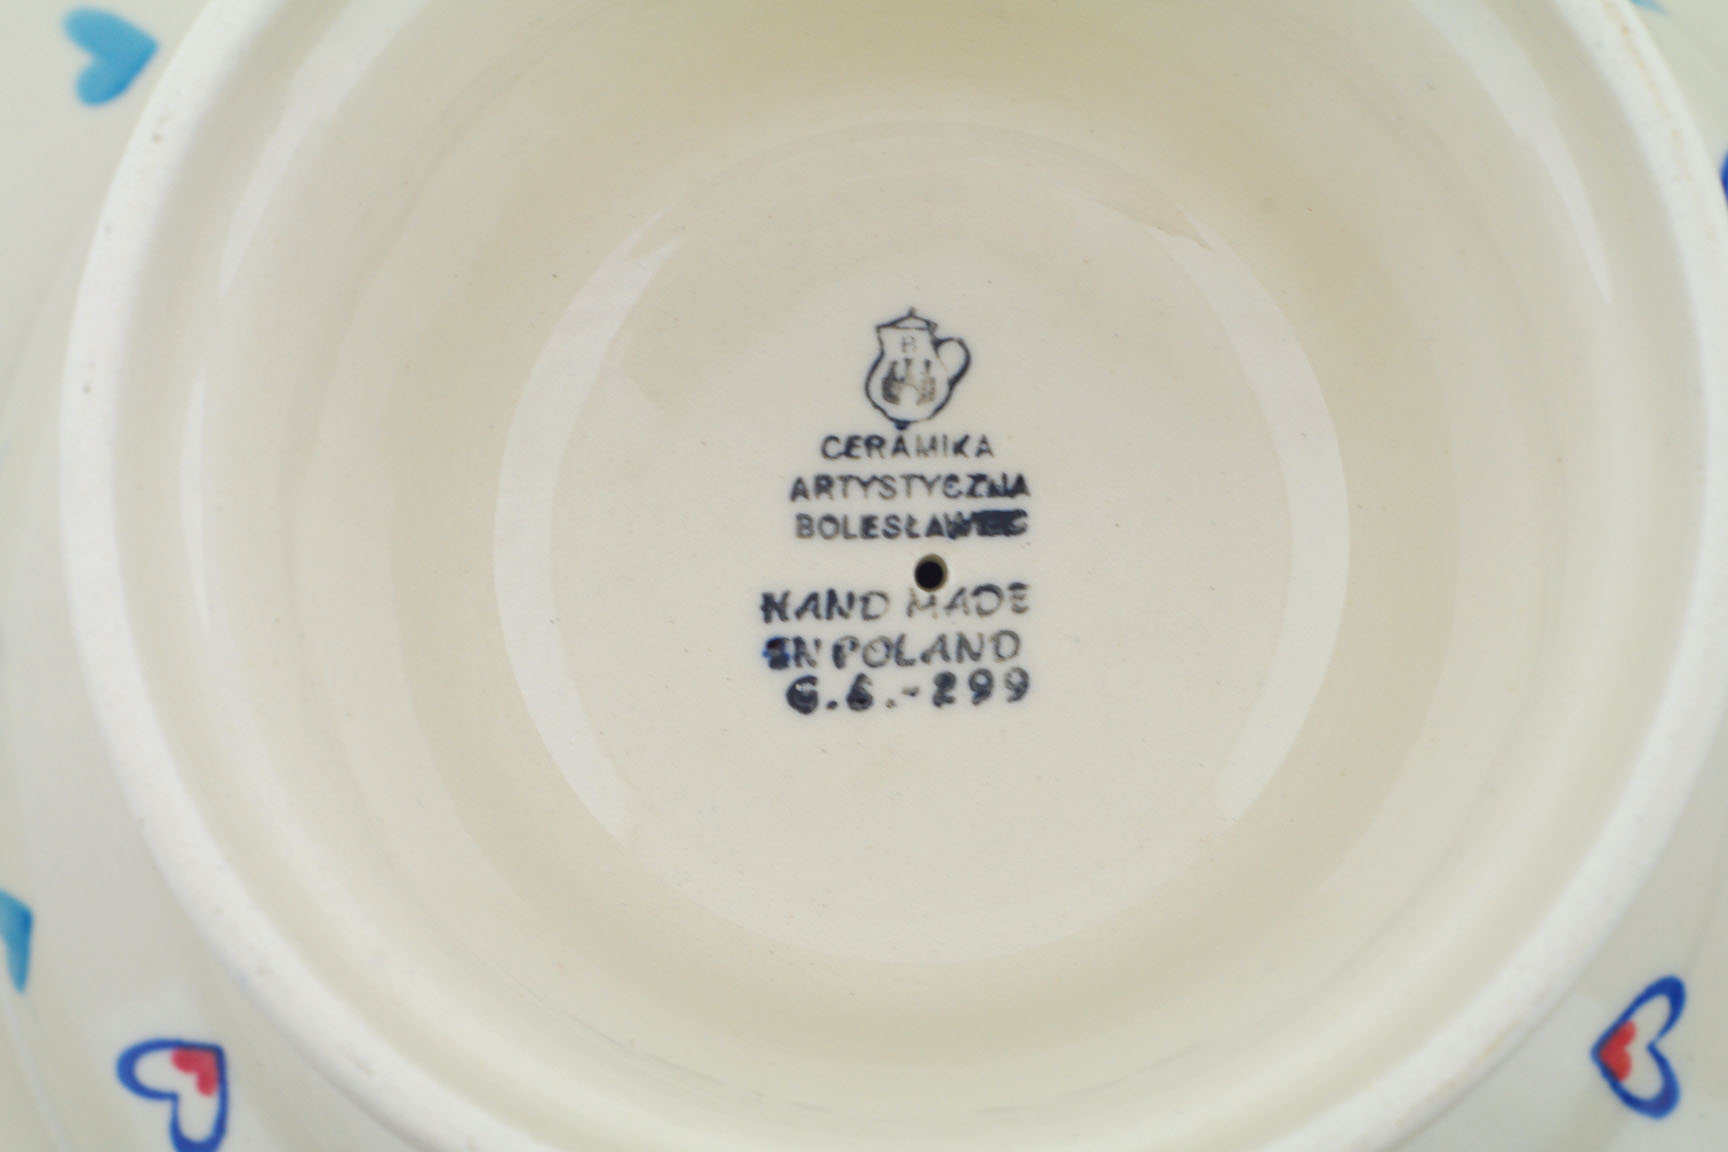 B
CERAMIKA
ARTYSTYCZNA
BOLESŁAWIEC
HAND MADE
IN POLAND
G.6.-299